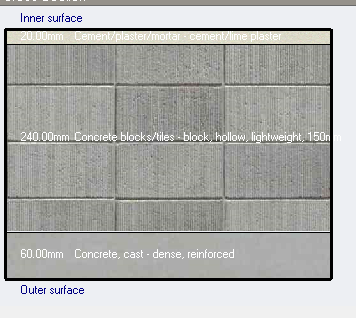 Inner surface
20.00mm Cement/plaster/mortar - cement/lime plaster
240.00mm Concrete blocks/tiles - block, hollow, lightweight, 150mm
60.00mm Concrete, cast - dense, reinforced
Outer surface